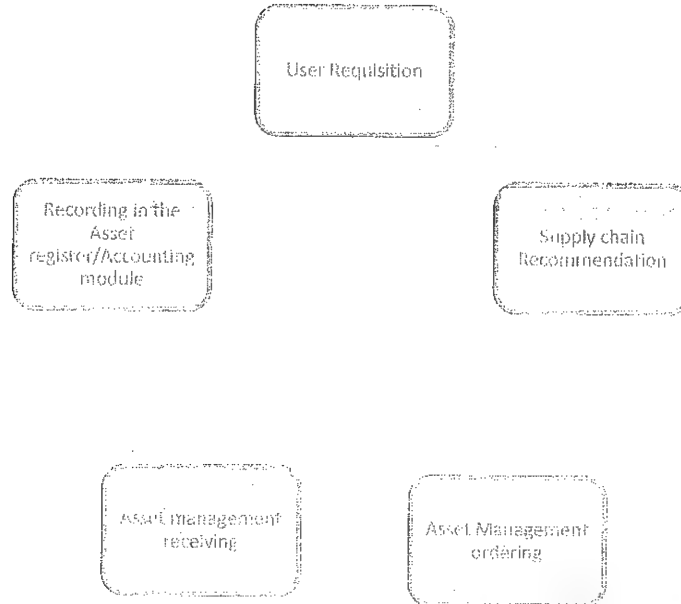 User Requisition
Supply chain
Recommendation
Asset Management
ordering
Asset management
receiving
Recording in the
Asset
register/Accounting
module